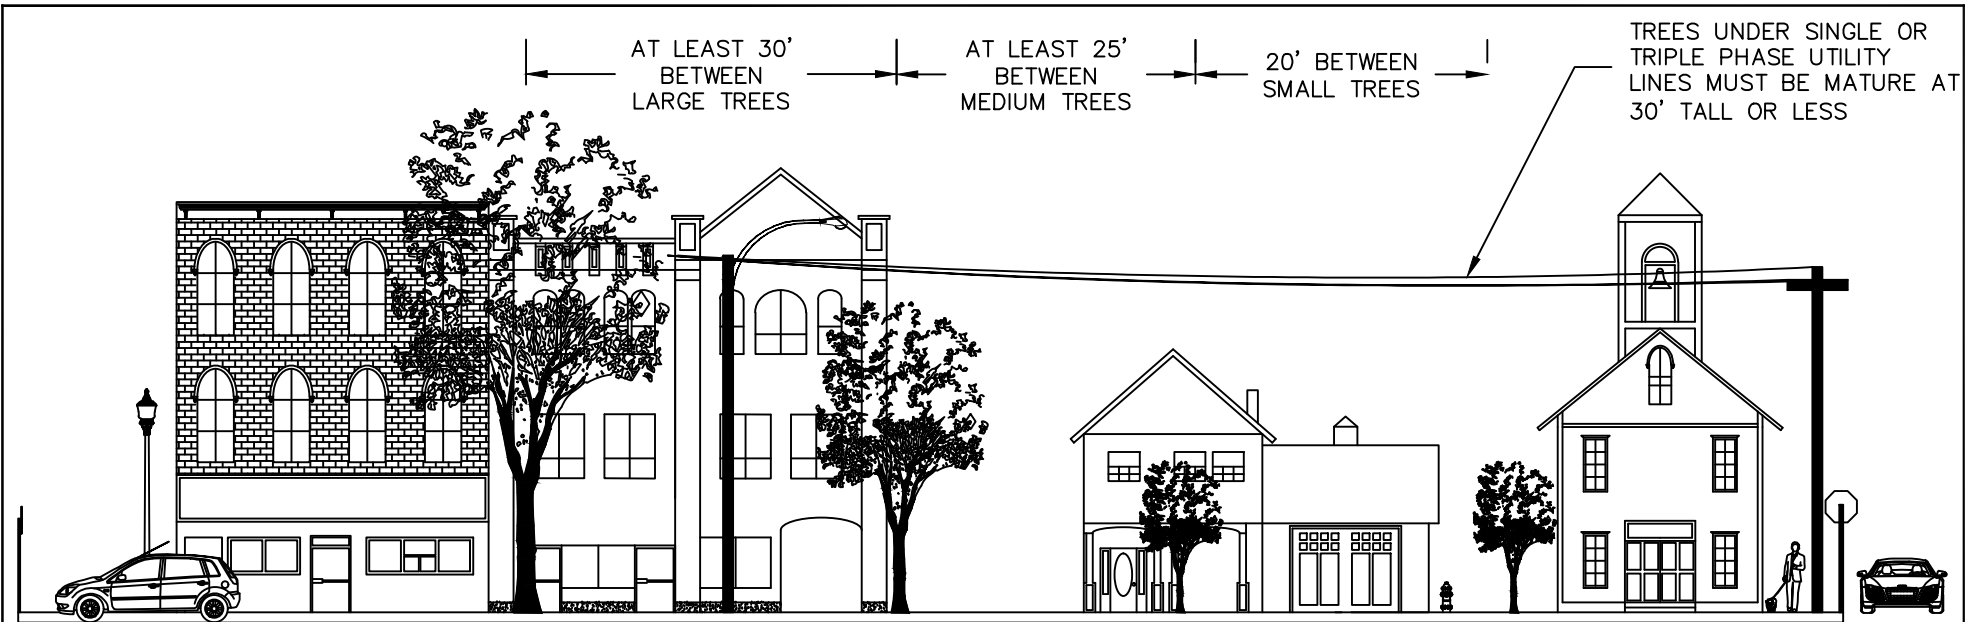 AT LEAST 30'
BETWEEN
LARGE TREES
AT LEAST 25'
BETWEEN
MEDIUM TREES
20' BETWEEN
SMALL TREES
TREES UNDER SINGLE OR
TRIPLE PHASE UTILITY
LINES MUST BE MATURE AT
30' TALL OR LESS